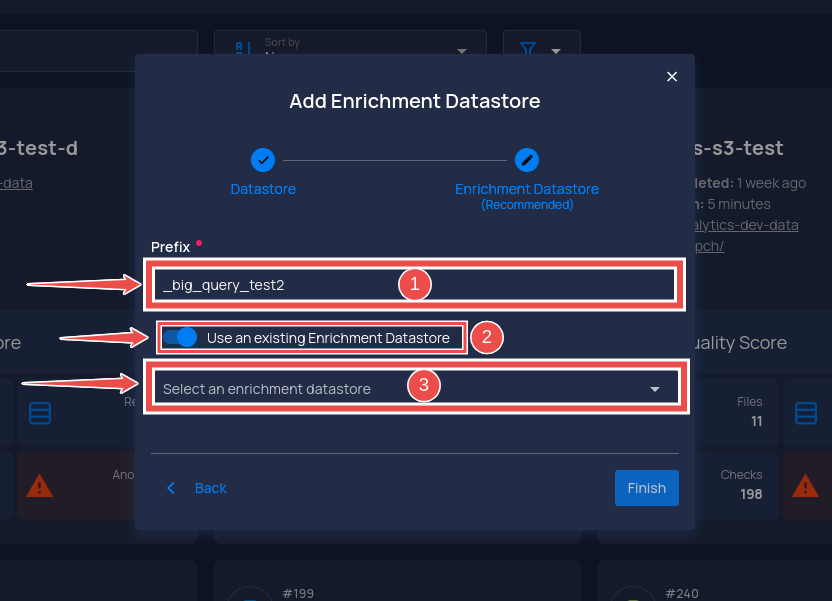 Sort by
Add Enrichment Datastore
3-test-d
s-s3-test
-data
leted: 1 week ago
Datastore
Enrichment Datastore
(Recommended)
n: 5 minutes
alytics-dev-data
pch/
Prefix
_big_query_test2
1
Use an existing Enrichment Datastore
2
ore
uality Score
Select an enrichment datastore
3
Re
Files
11
Ano
Checks
198
Back
Finish
#199
#240